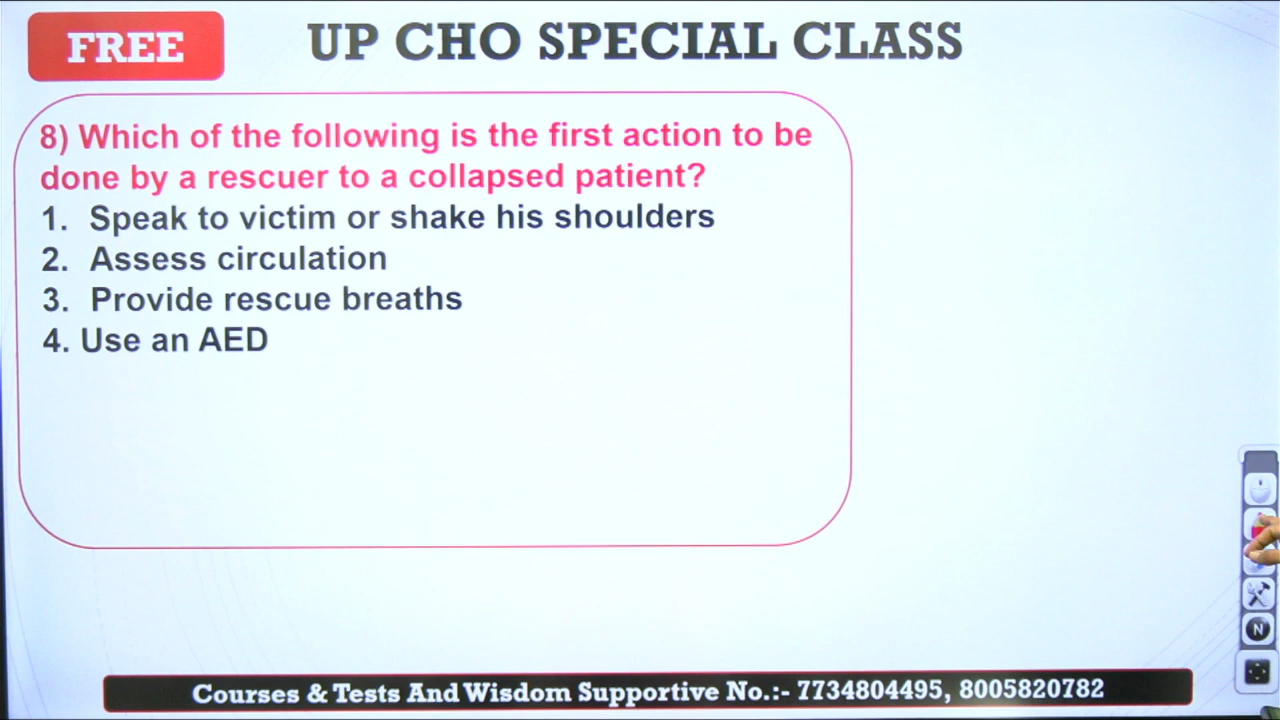 FREE
UP CHO SPECIAL CLASS
8) Which of the following is the first action to be
done by a rescuer to a collapsed patient?
1. Speak to victim or shake his shoulders
2. Assess circulation
3. Provide rescue breaths
4. Use an AED
N
Courses & Tests And Wisdom Supportive No.:- 7734804495, 8005820782